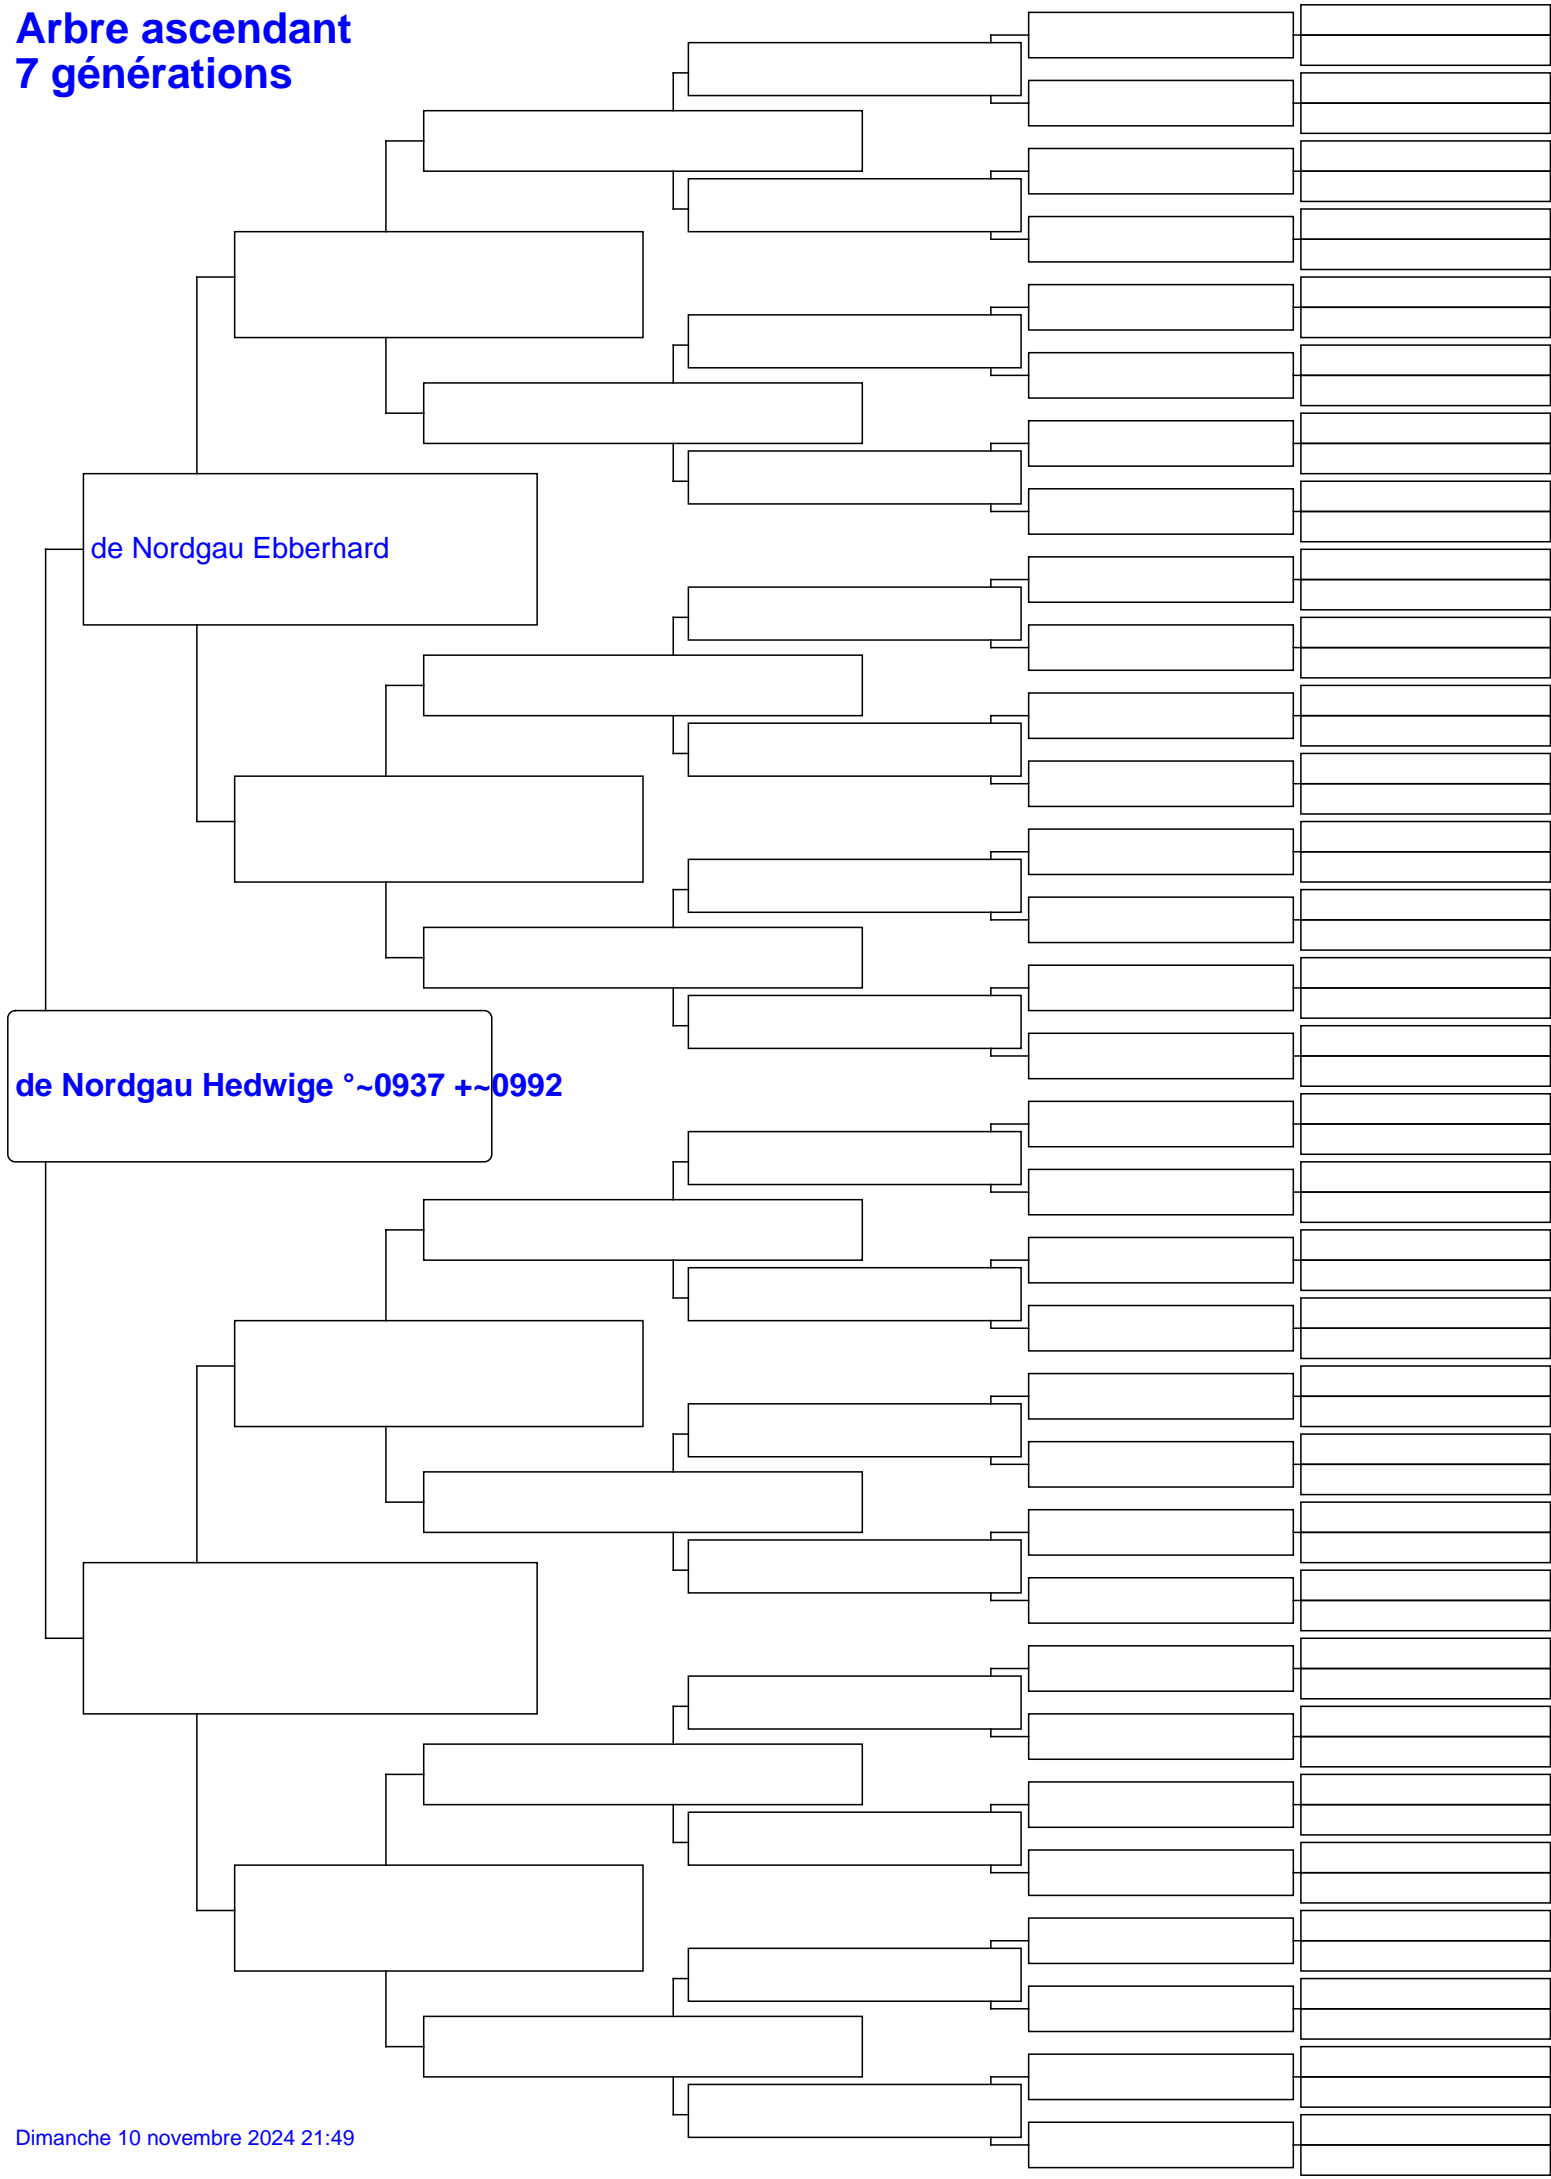 Arbre ascendant
7 générations
de Nordgau Ebberhard
de Nordgau Hedwige °~0937 +~0992
Dimanche 10 novembre 2024 21:49